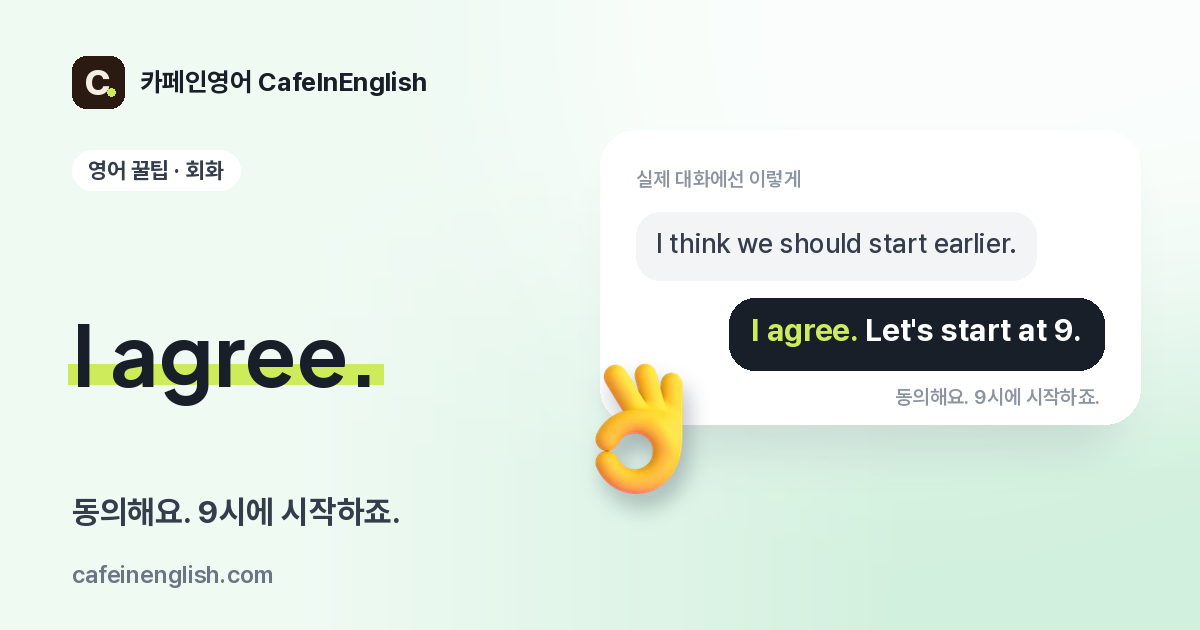 C
카페인영어 CafeInEnglish
영어 꿀팁 · 회화
I agree.
동의해요. 9시에 시작하죠.
cafeinenglish.com
실제 대화에선 이렇게
I think we should start earlier.
I agree. Let's start at 9.
동의해요. 9시에 시작하죠.